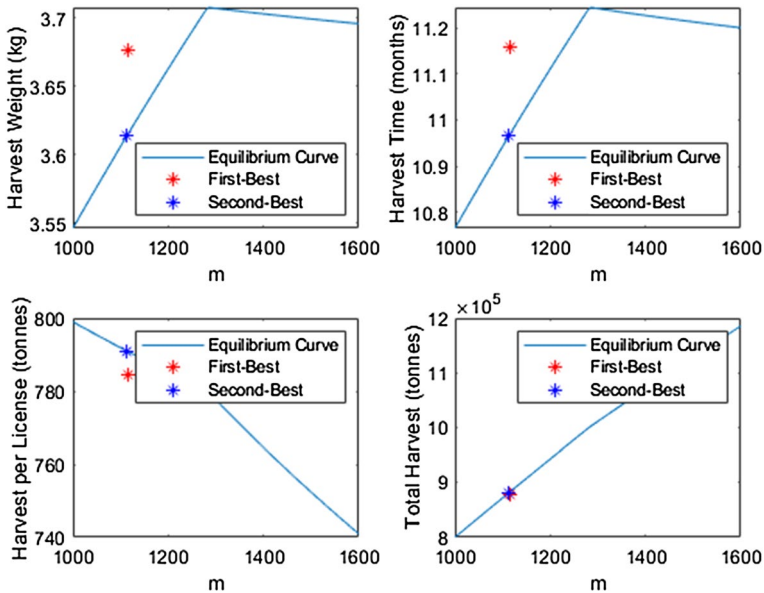 3.7
3.65
3.6
3.55
Harvest Weight (kg)
Equilibrium Curve
First-Best
Second-Best
1000 1200 1400 1600
m
11.2
11.1
11
10.9
10.8
Harvest Time (months)
Equilibrium Curve
First-Best
Second-Best
1000 1200 1400 1600
m
800
780
760
740
Harvest per License (tonnes)
Equilibrium Curve
First-Best
Second-Best
1000 1200 1400 1600
m
×10^5
12
11
10
9
8
Total Harvest (tonnes)
Equilibrium Curve
First-Best
Second-Best
1000 1200 1400 1600
m